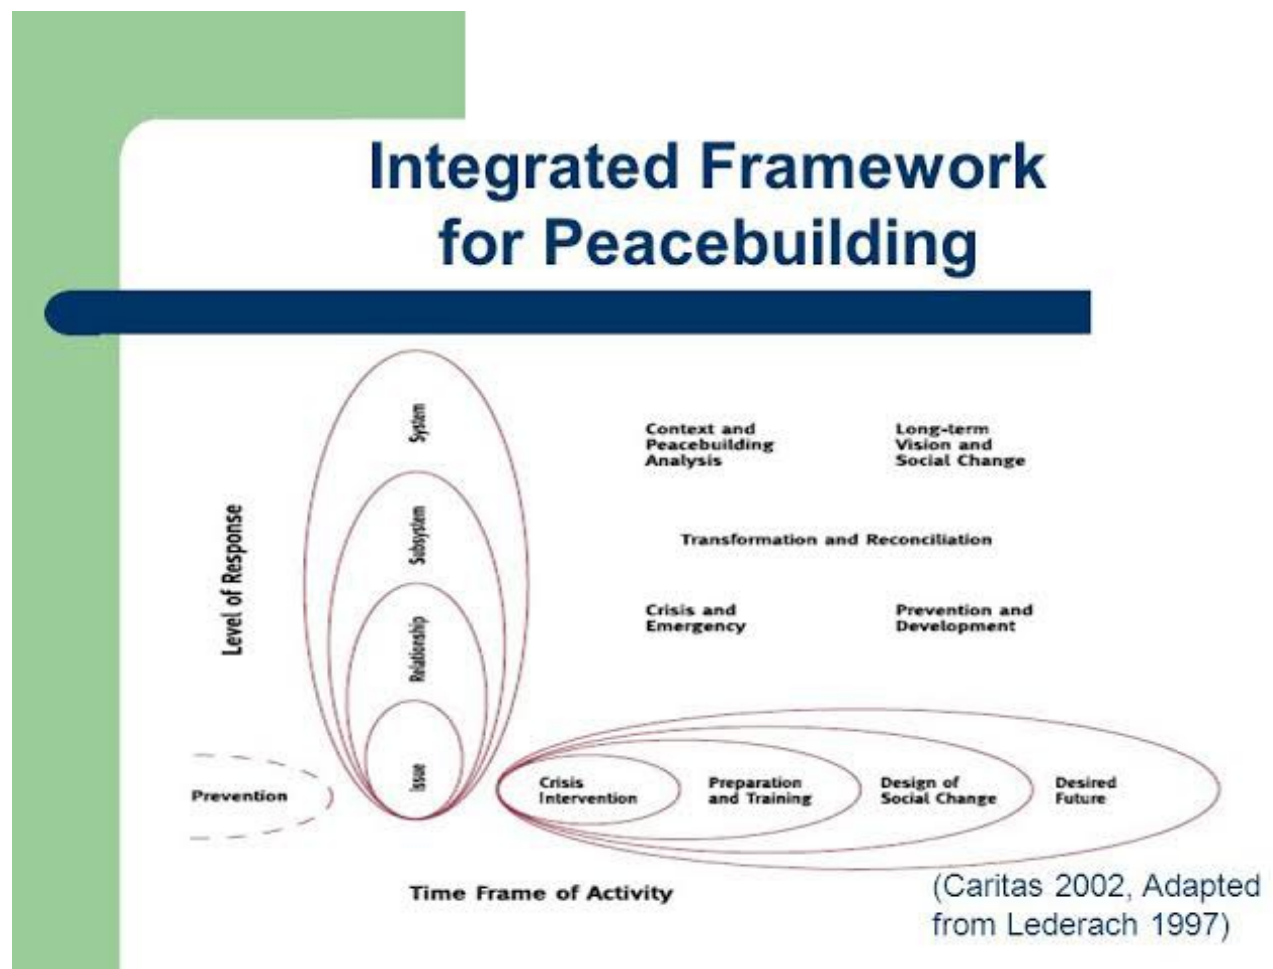 Integrated Framework
for Peacebuilding
System
Subsystem
Relationship
Issue
Level of Response
Context and
Peacebuilding
Analysis
Long-term
Vision and
Social Change
Transformation and Reconciliation
Crisis and
Emergency
Prevention and
Development
Prevention
Crisis
Intervention
Preparation
and Training
Design of
Social Change
Desired
Future
Time Frame of Activity
(Caritas 2002, Adapted
from Lederach 1997)